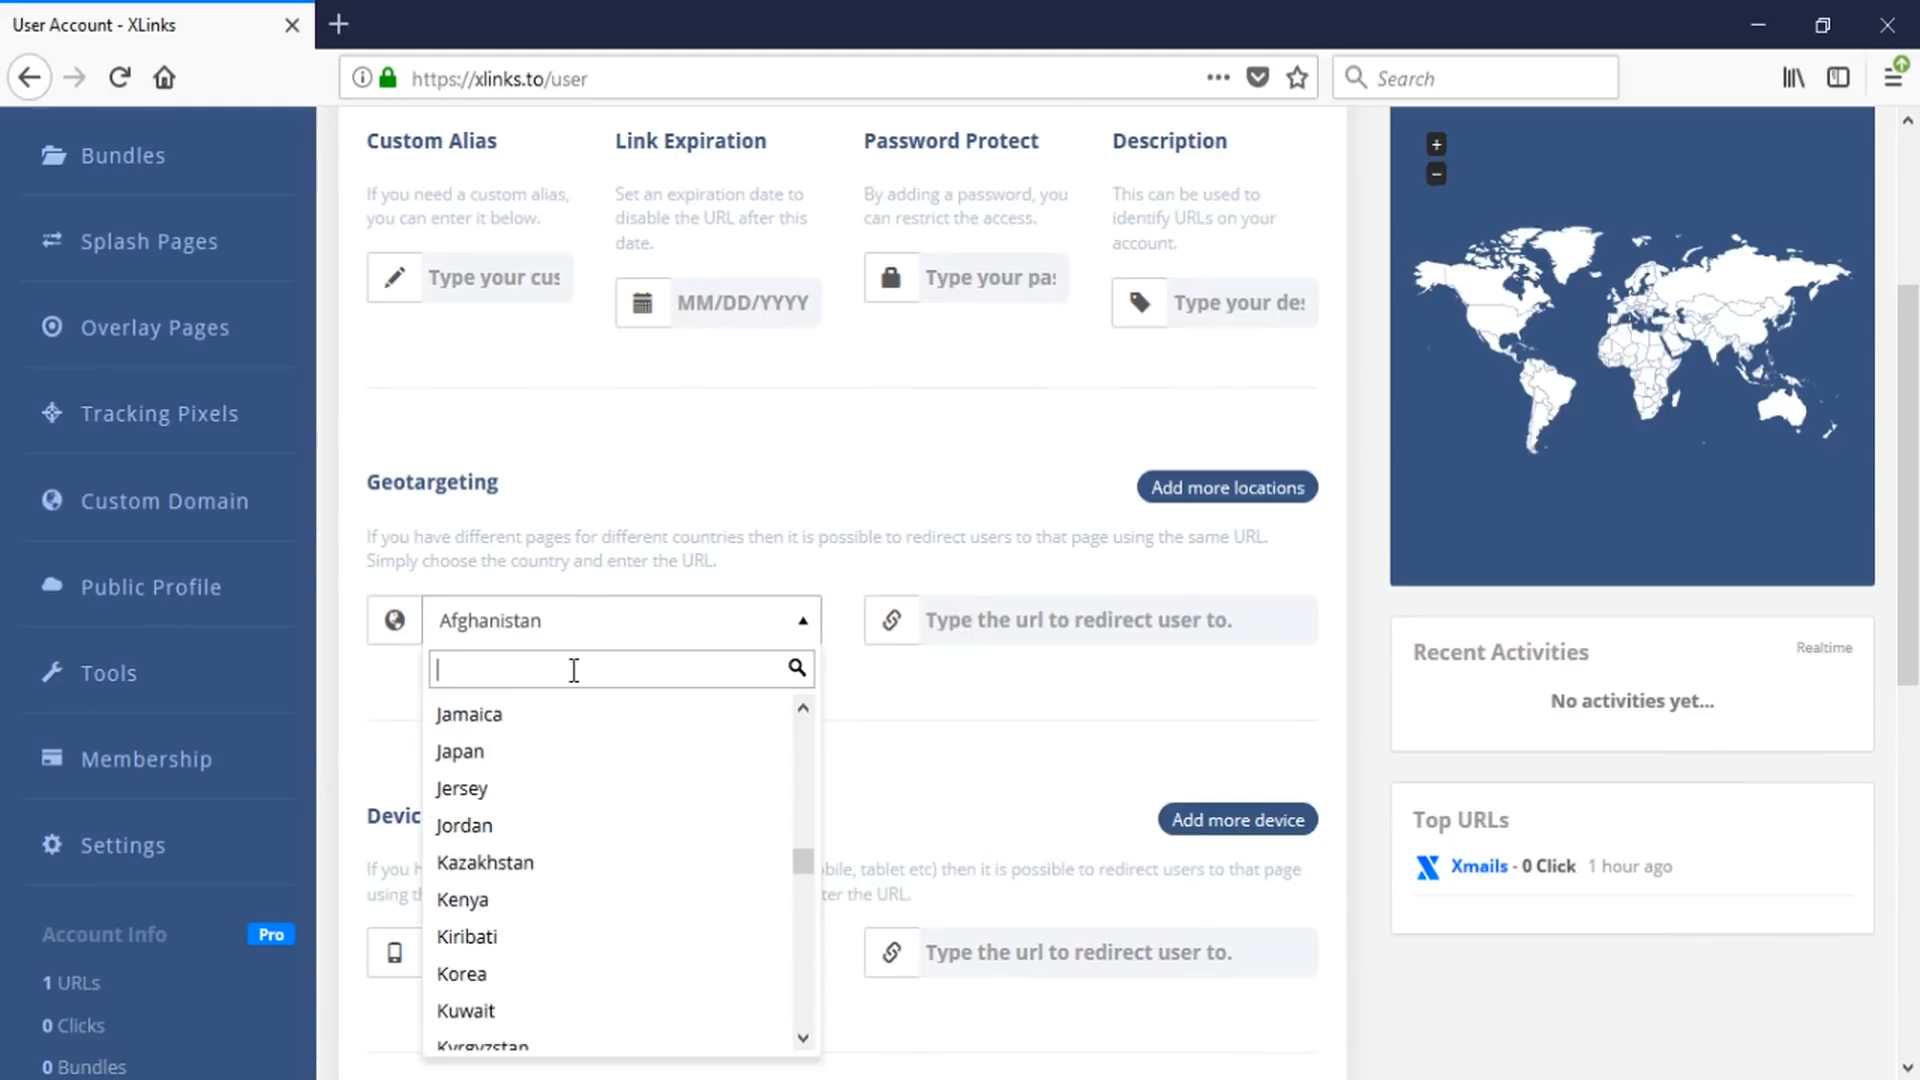 User Account - XLinks
https://xlinks.to/user
Search
Bundles
Splash Pages
Overlay Pages
Tracking Pixels
Custom Domain
Public Profile
Tools
Membership
Settings
Account Info
Pro
1 URLs
0 Clicks
0 Bundles
Custom Alias
If you need a custom alias,
you can enter it below.
Type your cus
Link Expiration
Set an expiration date to
disable the URL after this
date.
MM/DD/YYYY
Password Protect
By adding a password, you
can restrict the access.
Type your pa
Description
This can be used to
identify URLs on your
account.
Type your de
Geotargeting
Add more locations
If you have different pages for different countries then it is possible to redirect users to that page using the same URL.
Simply choose the country and enter the URL.
Afghanistan
Type the url to redirect user to.
Jamaica
Japan
Jersey
Jordan
Kazakhstan
Kenya
Kiribati
Korea
Kuwait
Kyrgyzstan
Devic
Add more device
If you h
bile, tablet etc) then it is possible to redirect users to that page
using th
ter the URL.
Type the url to redirect user to.
+
−
Recent Activities
Realtime
No activities yet...
Top URLs
Xmails - 0 Click 1 hour ago